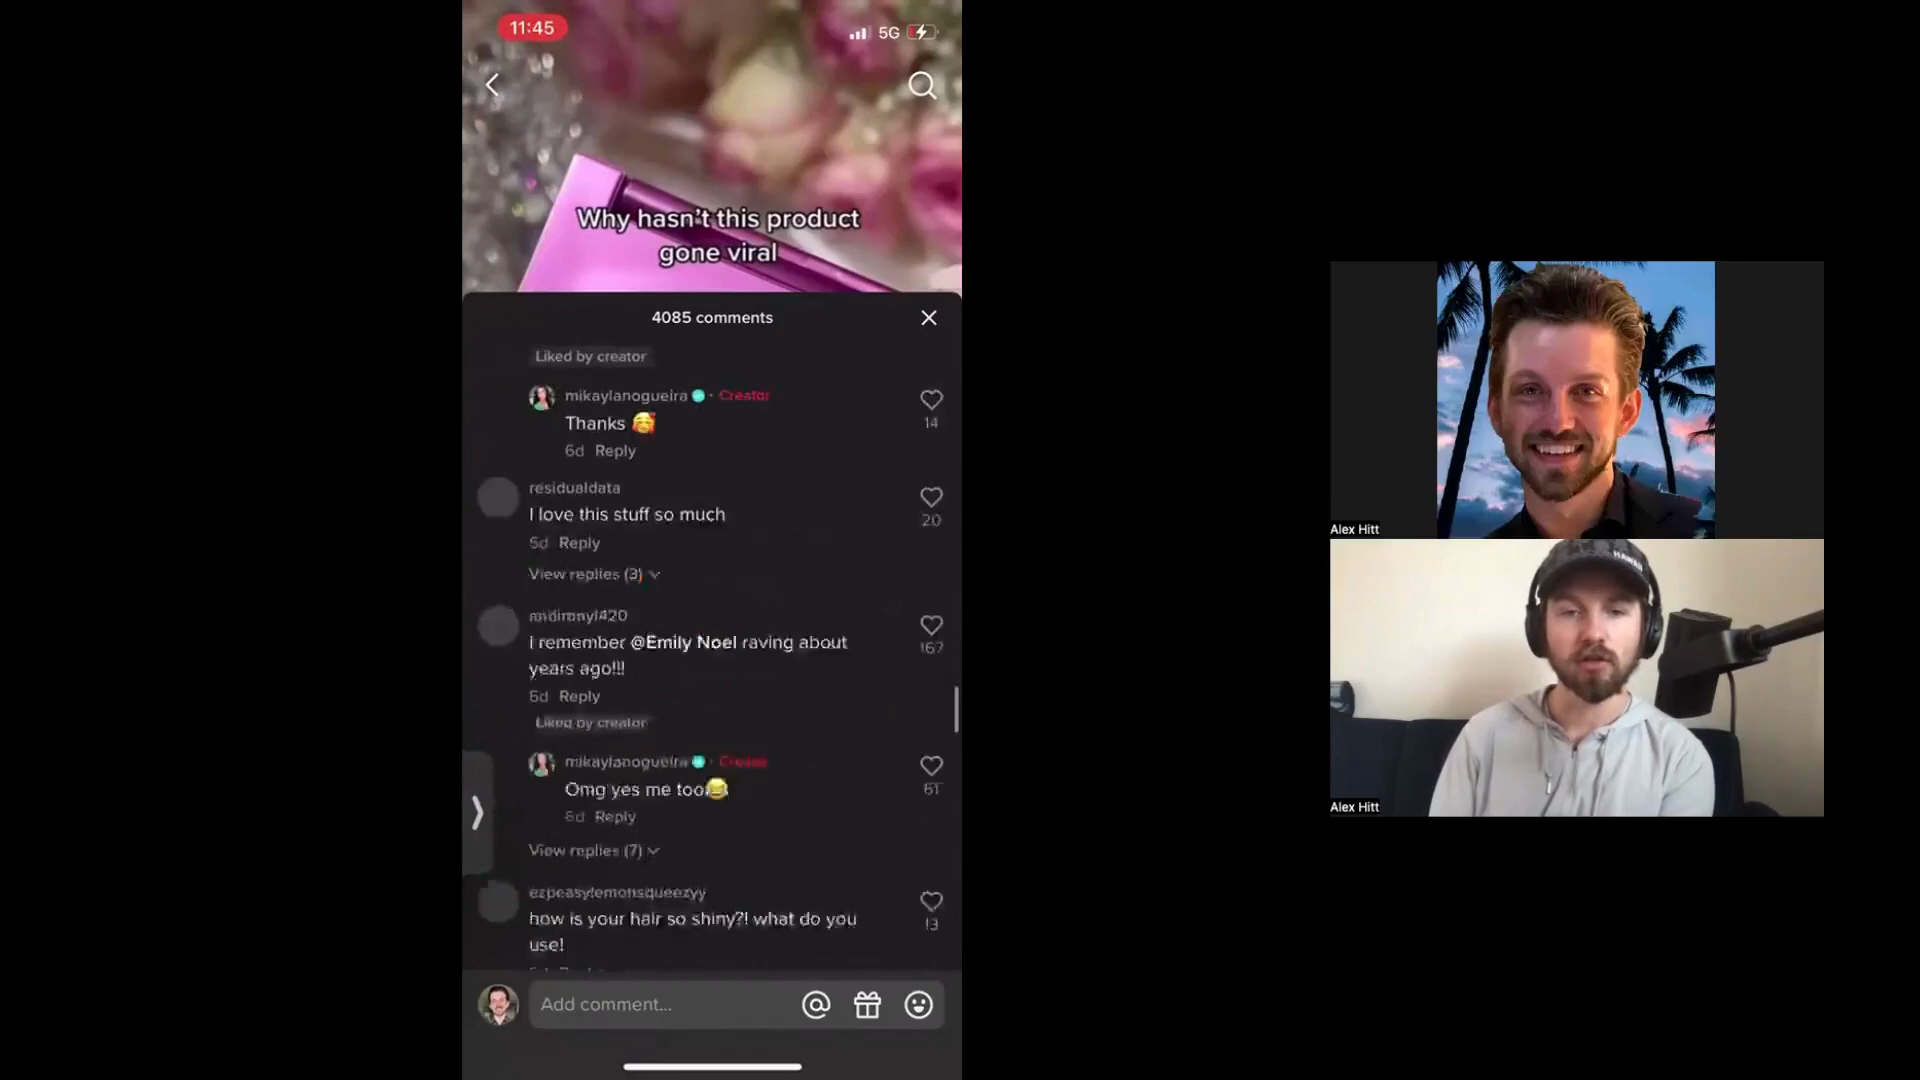 11:45
5G
Why hasn't this product
gone viral
4085 comments
Liked by creator
mikaylanogueira · Creator
Thanks 🥰
14
6d Reply
residualdata
I love this stuff so much
20
5d Reply
View replies (3)
I remember @Emily Noel raving about
167
years ago!!!
Reply
Liked by creator
mikaylanogueira
Omg yes me too😂
61
6d Reply
View replies (7)
ezpeasylemonsqueezyy
how is your hair so shiny?! what do you
13
use!
Add comment...
Alex Hitt
HAWAII
Alex Hitt